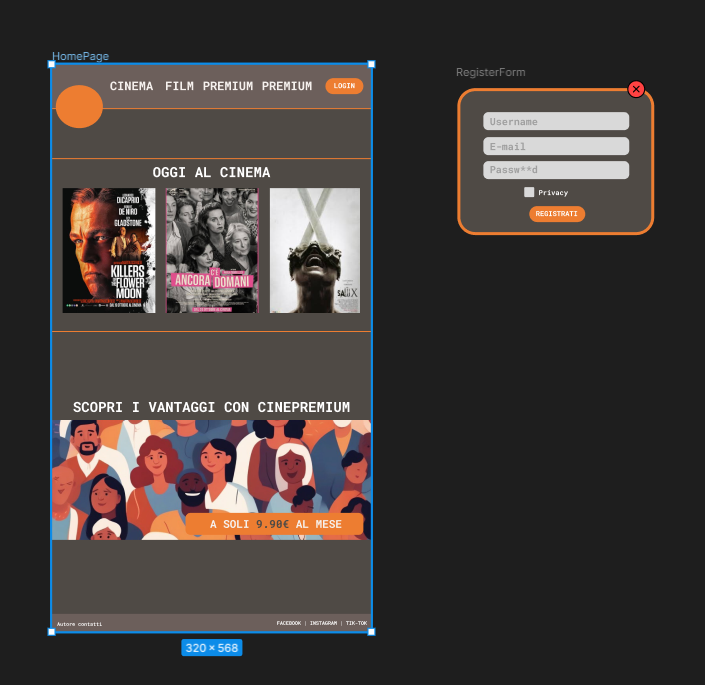 HomePage
RegisterForm
CINEMA FILM PREMIUM PREMIUM LOGIN
OGGI AL CINEMA
DICAPRIO
DE NIRO
GLADSTONE
KILLERS
OF THE
FLOWER
MOON
C'È
ANCORA DOMANI
SAW X
SCOPRI I VANTAGGI CON CINEPREMIUM
A SOLI 9.90€ AL MESE
Autore contatti
FACEBOOK | INSTAGRAM | TIK-TOK
320 × 568
Username
E-mail
Passw**d
Privacy
REGISTRATI